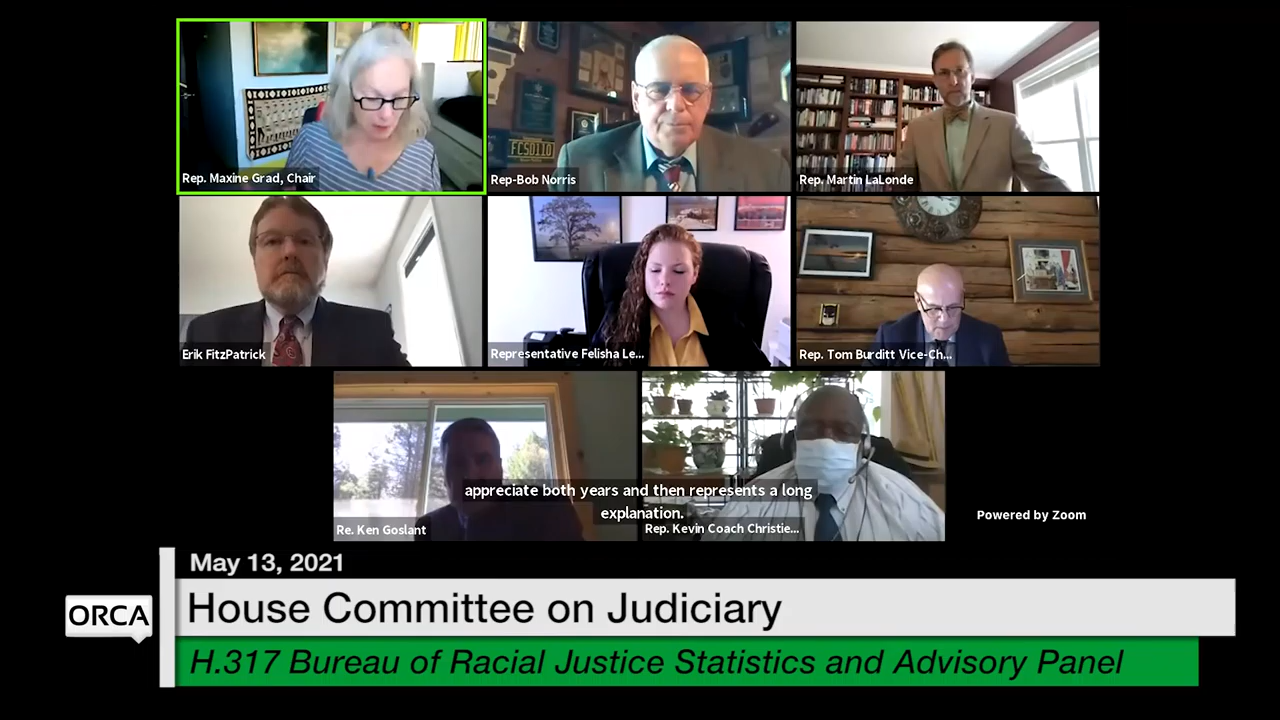 FCS0110
Rep. Maxine Grad, Chair
Rep-Bob Norris
Rep. Martin LaLonde
Erik FitzPatrick
Representative Felisha Le...
Rep. Tom Burditt Vice-Ch...
appreciate both years and then represents a long
explanation.
Re. Ken Goslant
Rep. Kevin Coach Christie...
Powered by Zoom
May 13, 2021
ORCA
House Committee on Judiciary
H.317 Bureau of Racial Justice Statistics and Advisory Panel